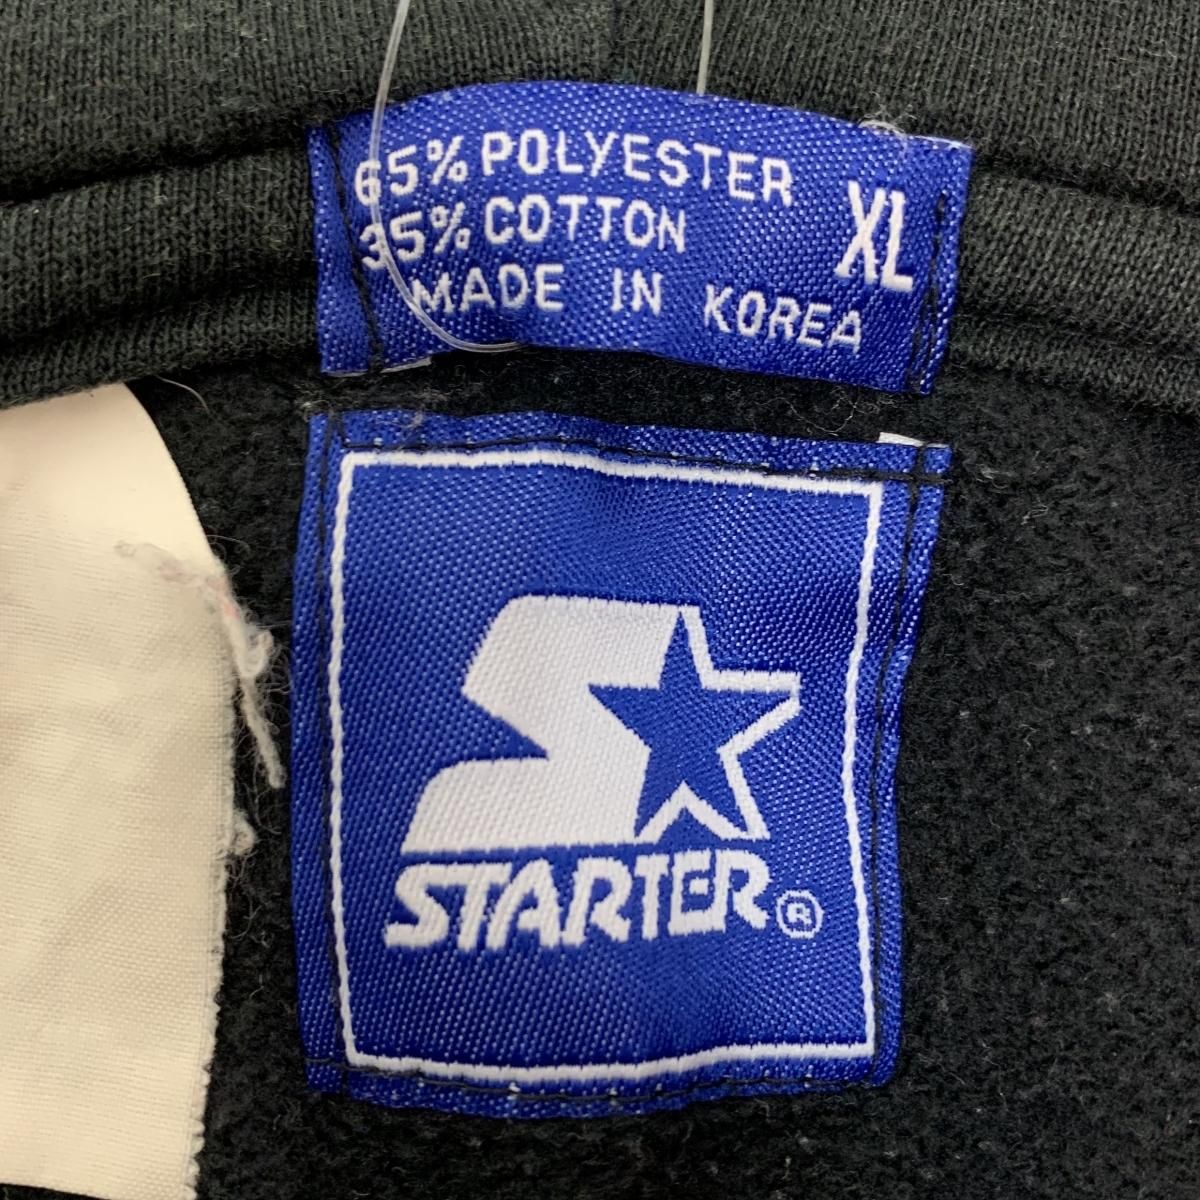 65% POLYESTER
35% COTTON
XL
MADE IN KOREA
STARTER®